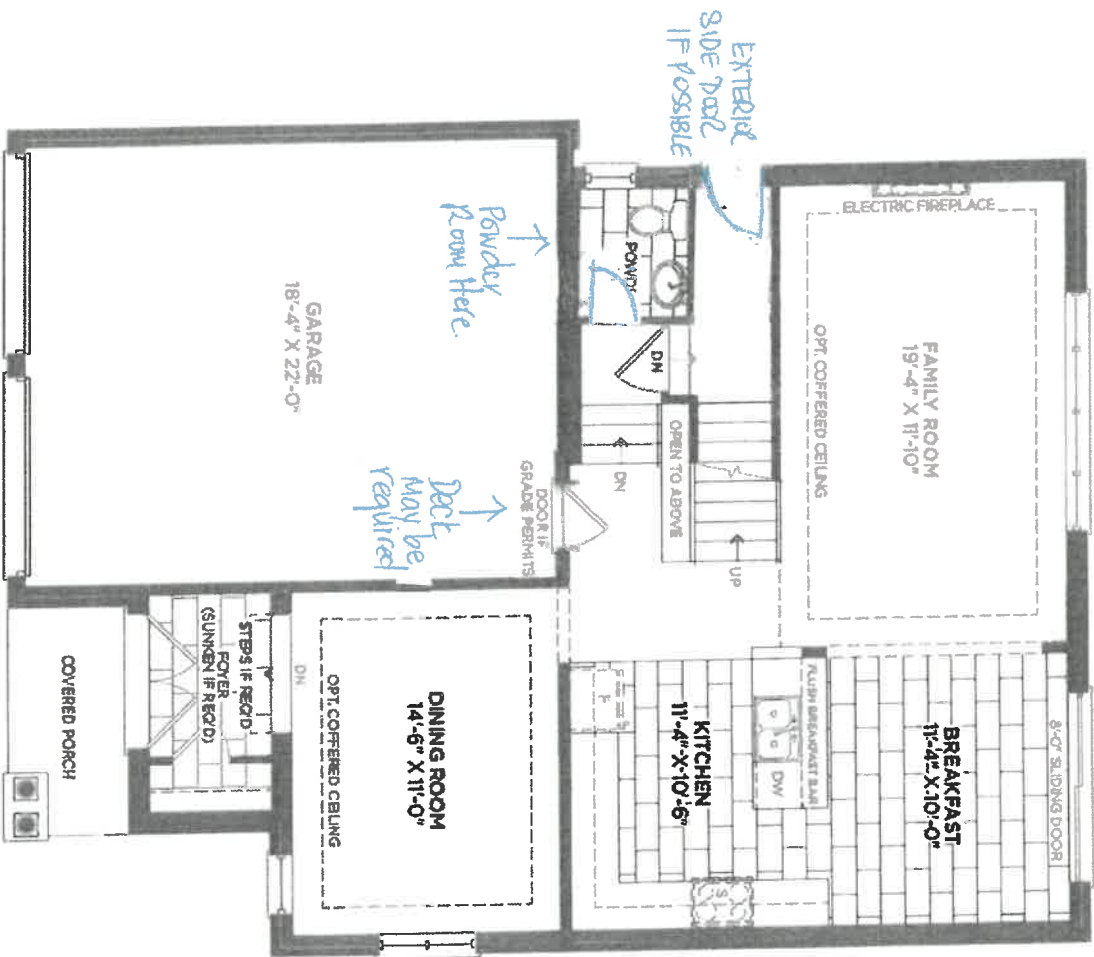 EXTERIOR
SIDE DOOR
IF POSSIBLE
ELECTRIC FIREPLACE
FAMILY ROOM
19'-4" X 11'-10"
OPT. COFFERED CEILING
8'-0" SLIDING DOOR
BREAKFAST
11'-4" X 10'-0"
FLUSH BREAKFAST BAR
DW
KITCHEN
11'-4" X 10'-6"
F
S
UP
OPEN TO ABOVE
DN
DN
POWD.
Powder
Room Here.
GARAGE
18'-4" X 22'-0"
DOOR IF
GRADE PERMITS
Deck
May be
required
DINING ROOM
14'-6" X 11'-0"
OPT. COFFERED CEILING
DN
STEPS IF REQ'D
FOYER
(SUNKEN IF REQ'D)
COVERED PORCH